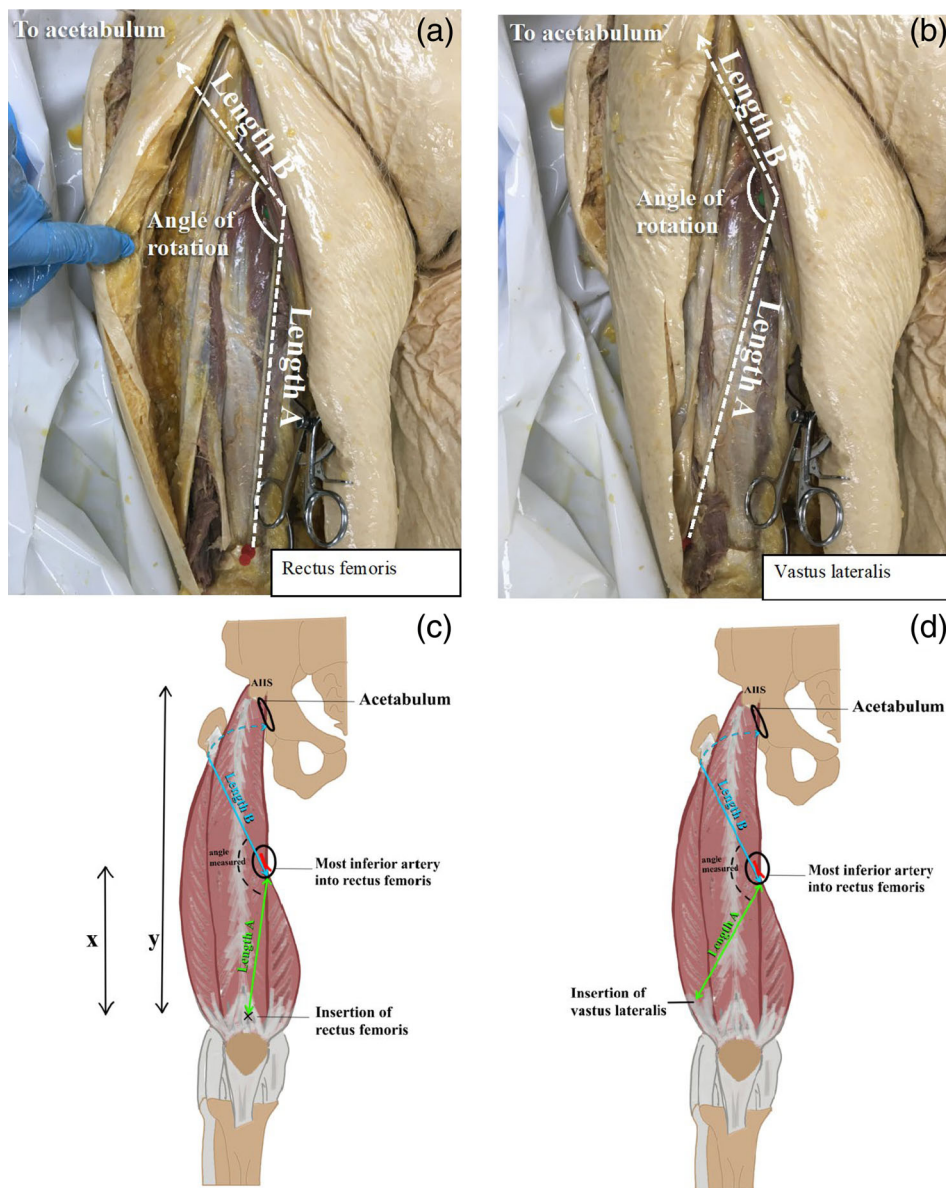 To acetabulum
(a)
Length B
Angle of
rotation
Length A
Rectus femoris
To acetabulum
(b)
Length B
Angle of
rotation
Length A
Vastus lateralis
(c)
AIIS
Acetabulum
Length B
angle
measured
Most inferior artery
into rectus femoris
x
y
Length A
Insertion of
rectus femoris
(d)
AIIS
Acetabulum
Length B
angle
measured
Most inferior artery
into rectus femoris
Length A
Insertion of
vastus lateralis